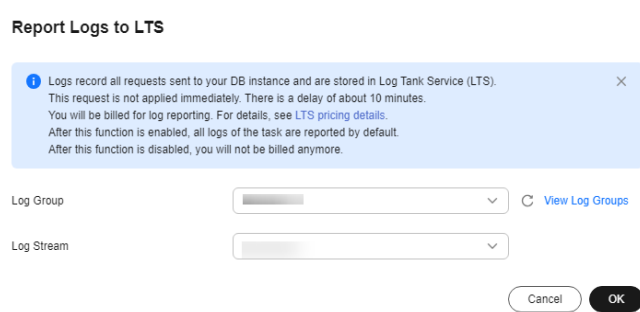 Report Logs to LTS
Logs record all requests sent to your DB instance and are stored in Log Tank Service (LTS).
This request is not applied immediately. There is a delay of about 10 minutes.
You will be billed for log reporting. For details, see LTS pricing details.
After this function is enabled, all logs of the task are reported by default.
After this function is disabled, you will not be billed anymore.
Log Group
View Log Groups
Log Stream
Cancel
OK